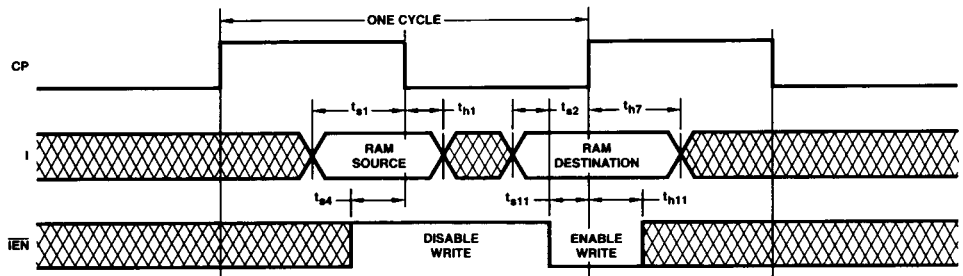 ONE CYCLE
CP
ts1
th1
ts2
th7
I
RAM
SOURCE
RAM
DESTINATION
ts4
ts11
th11
IEN
DISABLE
WRITE
ENABLE
WRITE